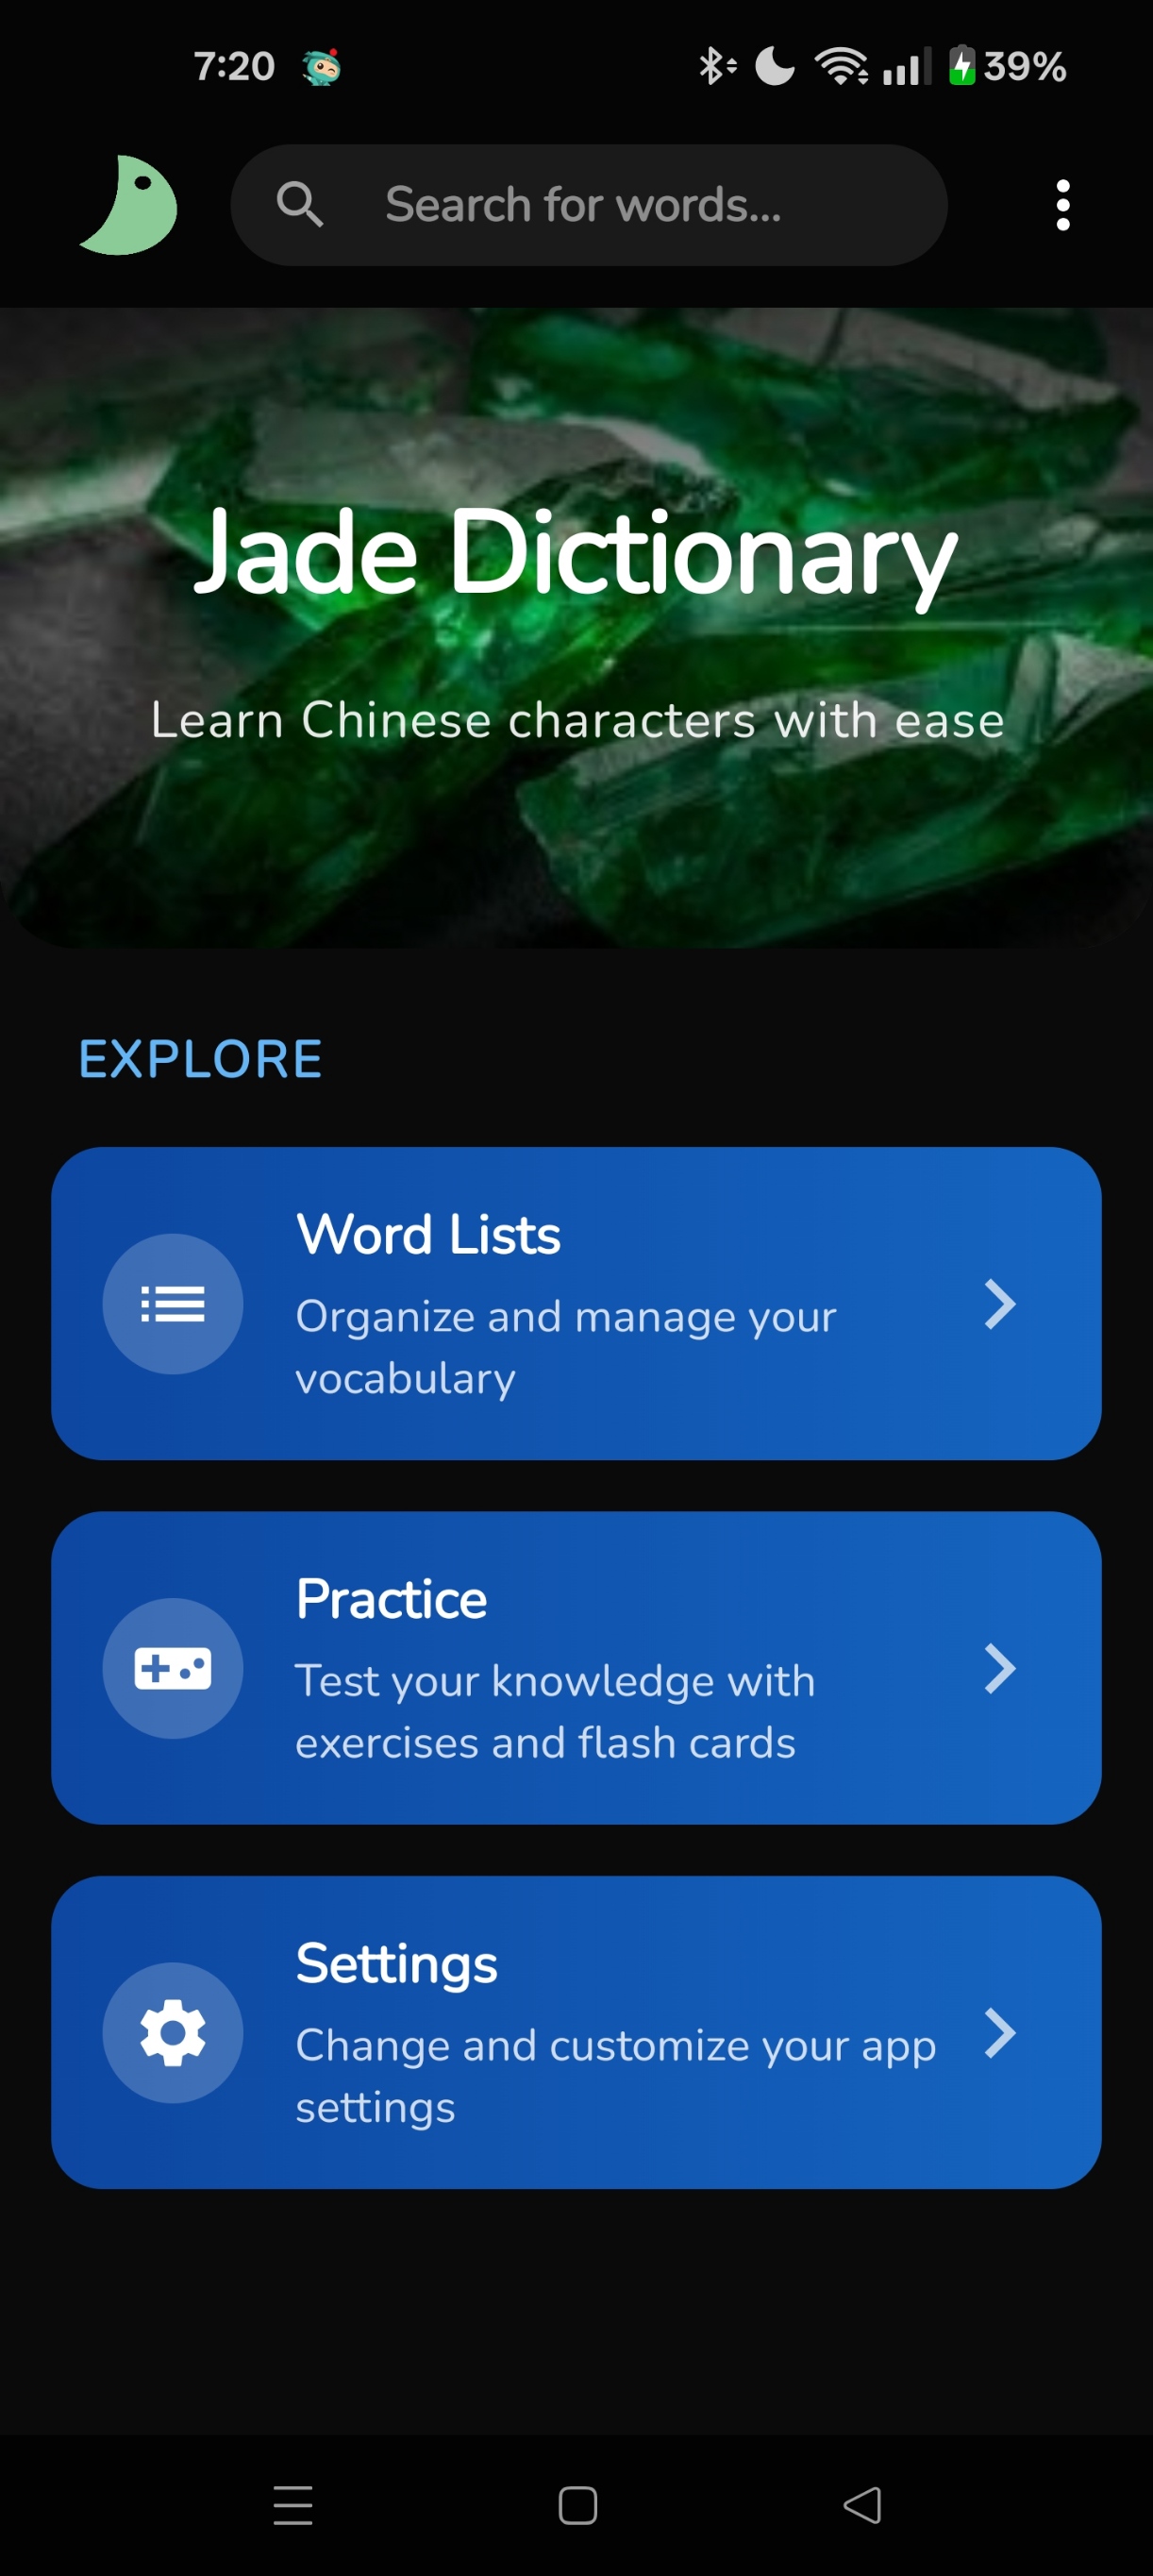 7:20
39%
Search for words...
Jade Dictionary
Learn Chinese characters with ease
EXPLORE
Word Lists
Organize and manage your
vocabulary
Practice
Test your knowledge with
exercises and flash cards
Settings
Change and customize your app
settings